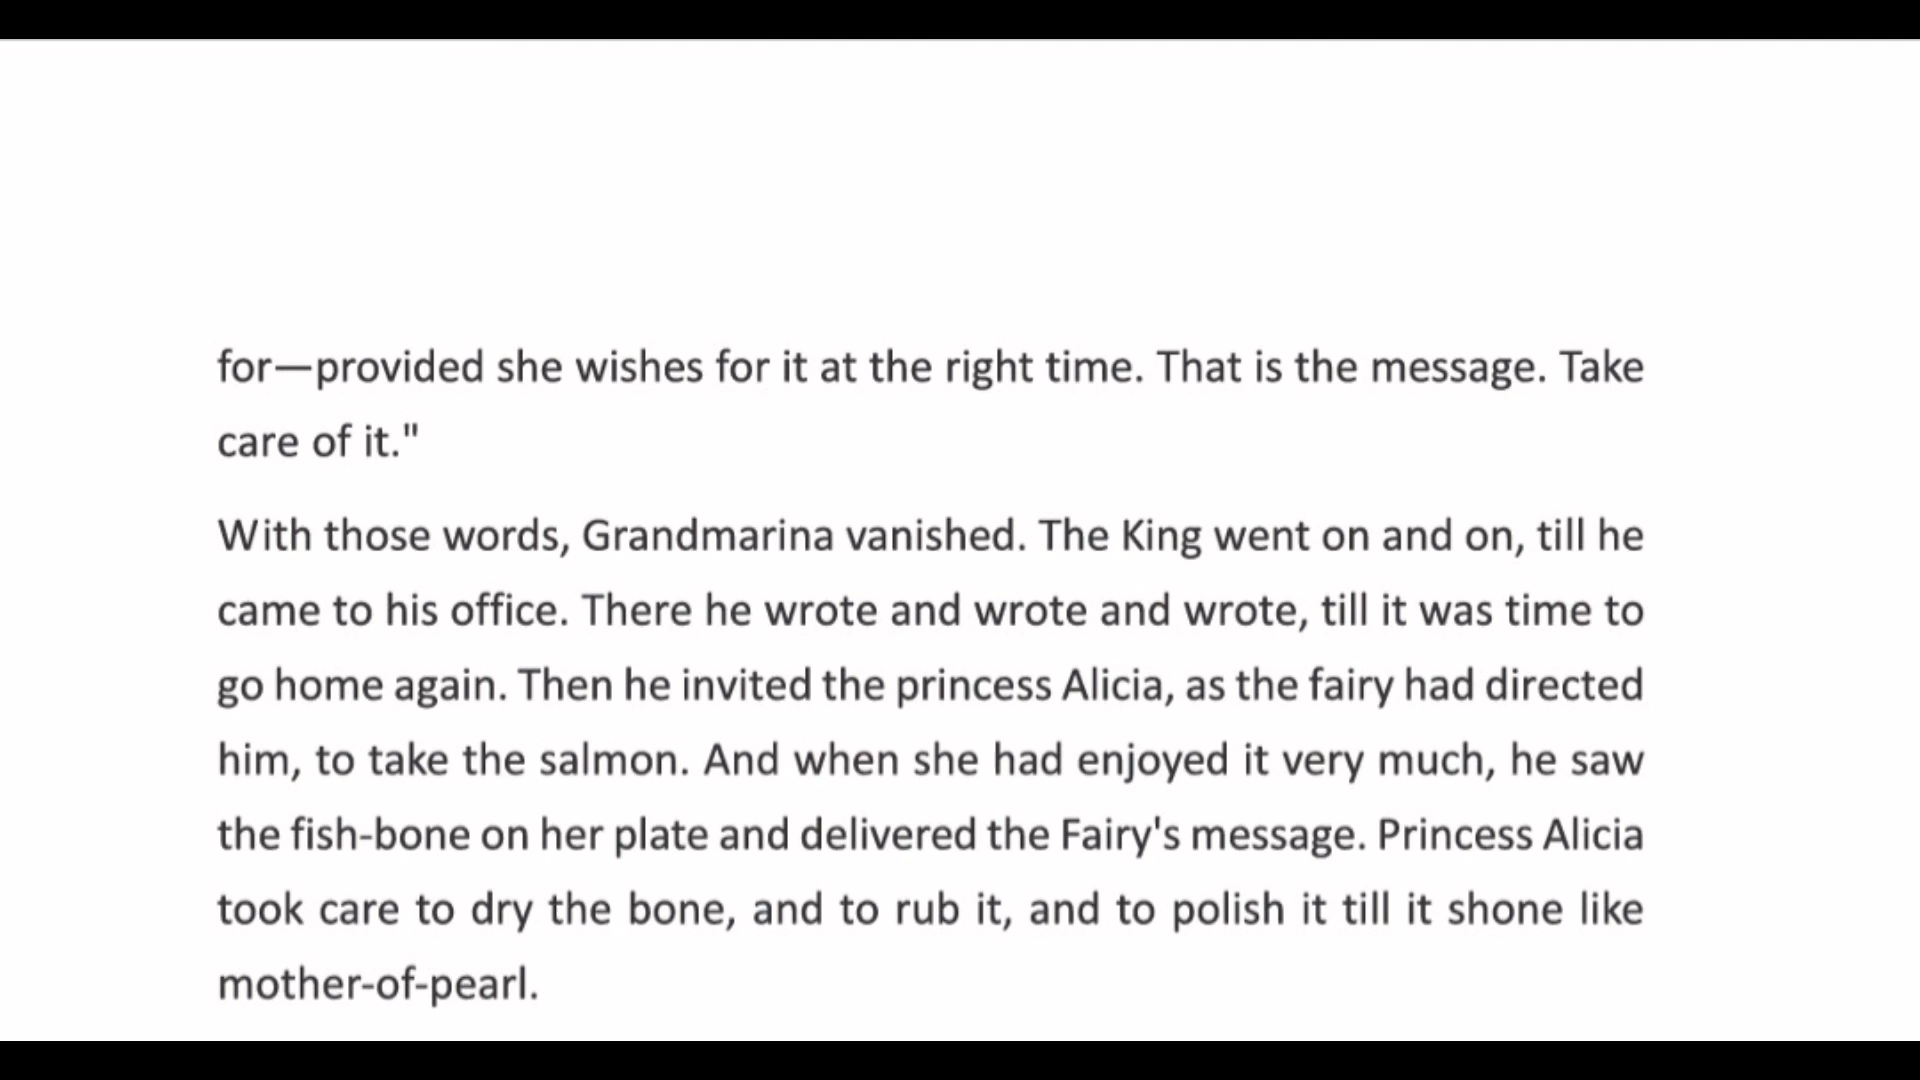 for—provided she wishes for it at the right time. That is the message. Take
care of it."
With those words, Grandmarina vanished. The King went on and on, till he
came to his office. There he wrote and wrote and wrote, till it was time to
go home again. Then he invited the princess Alicia, as the fairy had directed
him, to take the salmon. And when she had enjoyed it very much, he saw
the fish-bone on her plate and delivered the Fairy's message. Princess Alicia
took care to dry the bone, and to rub it, and to polish it till it shone like
mother-of-pearl.